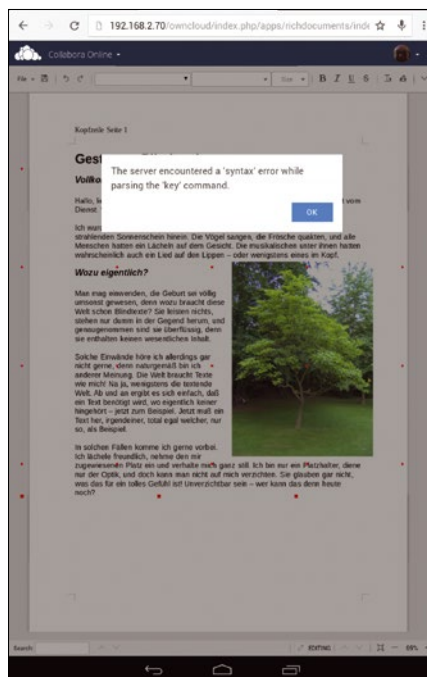 192.168.2.70/owncloud/index.php/apps/richdocuments/inde
Collabora Online
File
Size
B I U S
Kopfzeile Seite 1
Gest
The server encountered a 'syntax' error while
parsing the 'key' command.
OK
Vollko
Hallo, li
vom
Dienst.
Ich wur
strahlenden Sonnenschein hinein. Die Vögel sangen, die Frösche quakten, und alle
Menschen hatten ein Lächeln auf dem Gesicht. Die musikalischen unter ihnen hatten
wahrscheinlich auch ein Lied auf den Lippen – oder wenigstens eines im Kopf.
Wozu eigentlich?
Man mag einwenden, die Geburt sei völlig
umsonst gewesen, denn wozu braucht diese
Welt schon Blindtexte? Sie leisten nichts,
stehen nur dumm in der Gegend herum, und
genaugenommen sind sie überflüssig, denn
sie enthalten keinen wesentlichen Inhalt.
Solche Einwände höre ich allerdings gar
nicht gerne, denn naturgemäß bin ich
anderer Meinung. Die Welt braucht Texte
wie mich! Na ja, wenigstens die textende
Welt. Ab und an ergibt es sich einfach, daß
ein Text benötigt wird, wo eigentlich keiner
hingehört – jetzt zum Beispiel. Jetzt muß ein
Text her, irgendeiner, total egal welcher, nur
so, als Beispiel.
In solchen Fällen komme ich gerne vorbei.
Ich lächele freundlich, nehme den mir
zugewiesenen Platz ein und verhalte mich ganz still. Ich bin nur ein Platzhalter, diene
nur der Optik, und doch kann man nicht auf mich verzichten. Sie glauben gar nicht,
was das für ein tolles Gefühl ist! Unverzichtbar sein – wer kann das denn heute
noch?
Search:
EDITING
69%